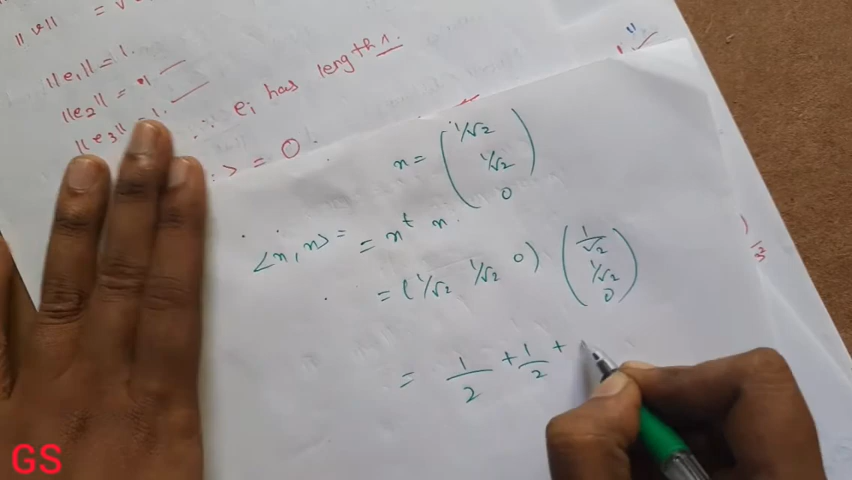 ||v|| =
||e₁|| = 1.
||e₂|| = 1
||e₃|| = 1.
∴ eᵢ has length 1.
> = 0.
x = (1/√2
1/√2
0)
<x, x> = = xᵗ x.
= (1/√2 1/√2 0) (1/√2
1/√2
0)
= 1/2 + 1/2 +
GS